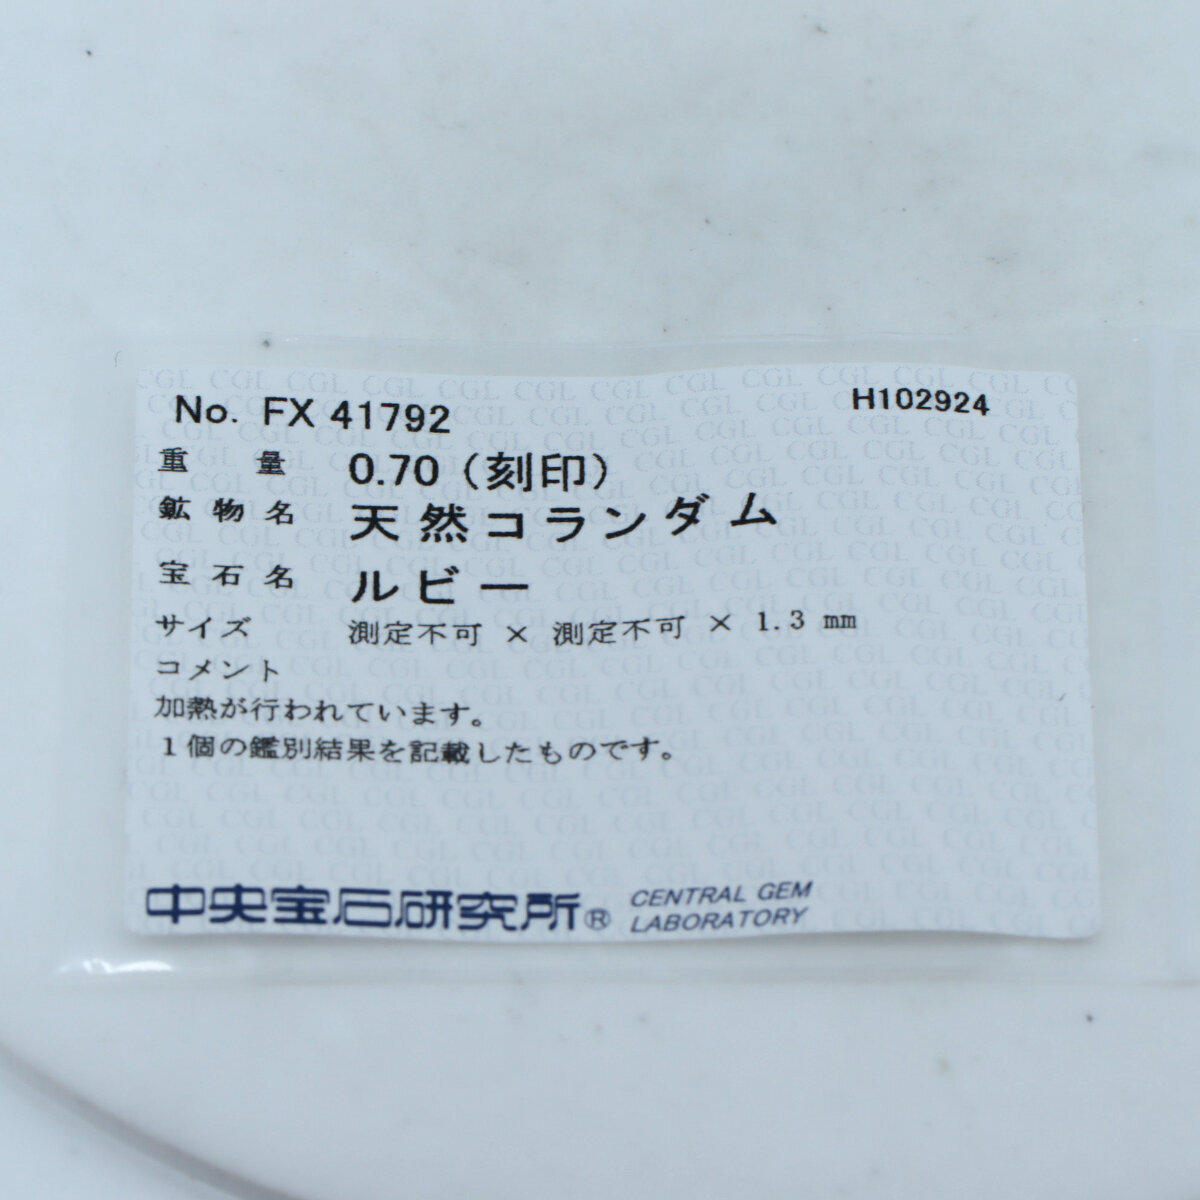 No. FX 41792 H102924
重量 0.70（刻印）
鉱物名 天然コランダム
宝石名 ルビー
サイズ 測定不可 × 測定不可 × 1.3 mm
コメント
加熱が行われています。
１個の鑑別結果を記載したものです。
中央宝石研究所® CENTRAL GEM
LABORATORY